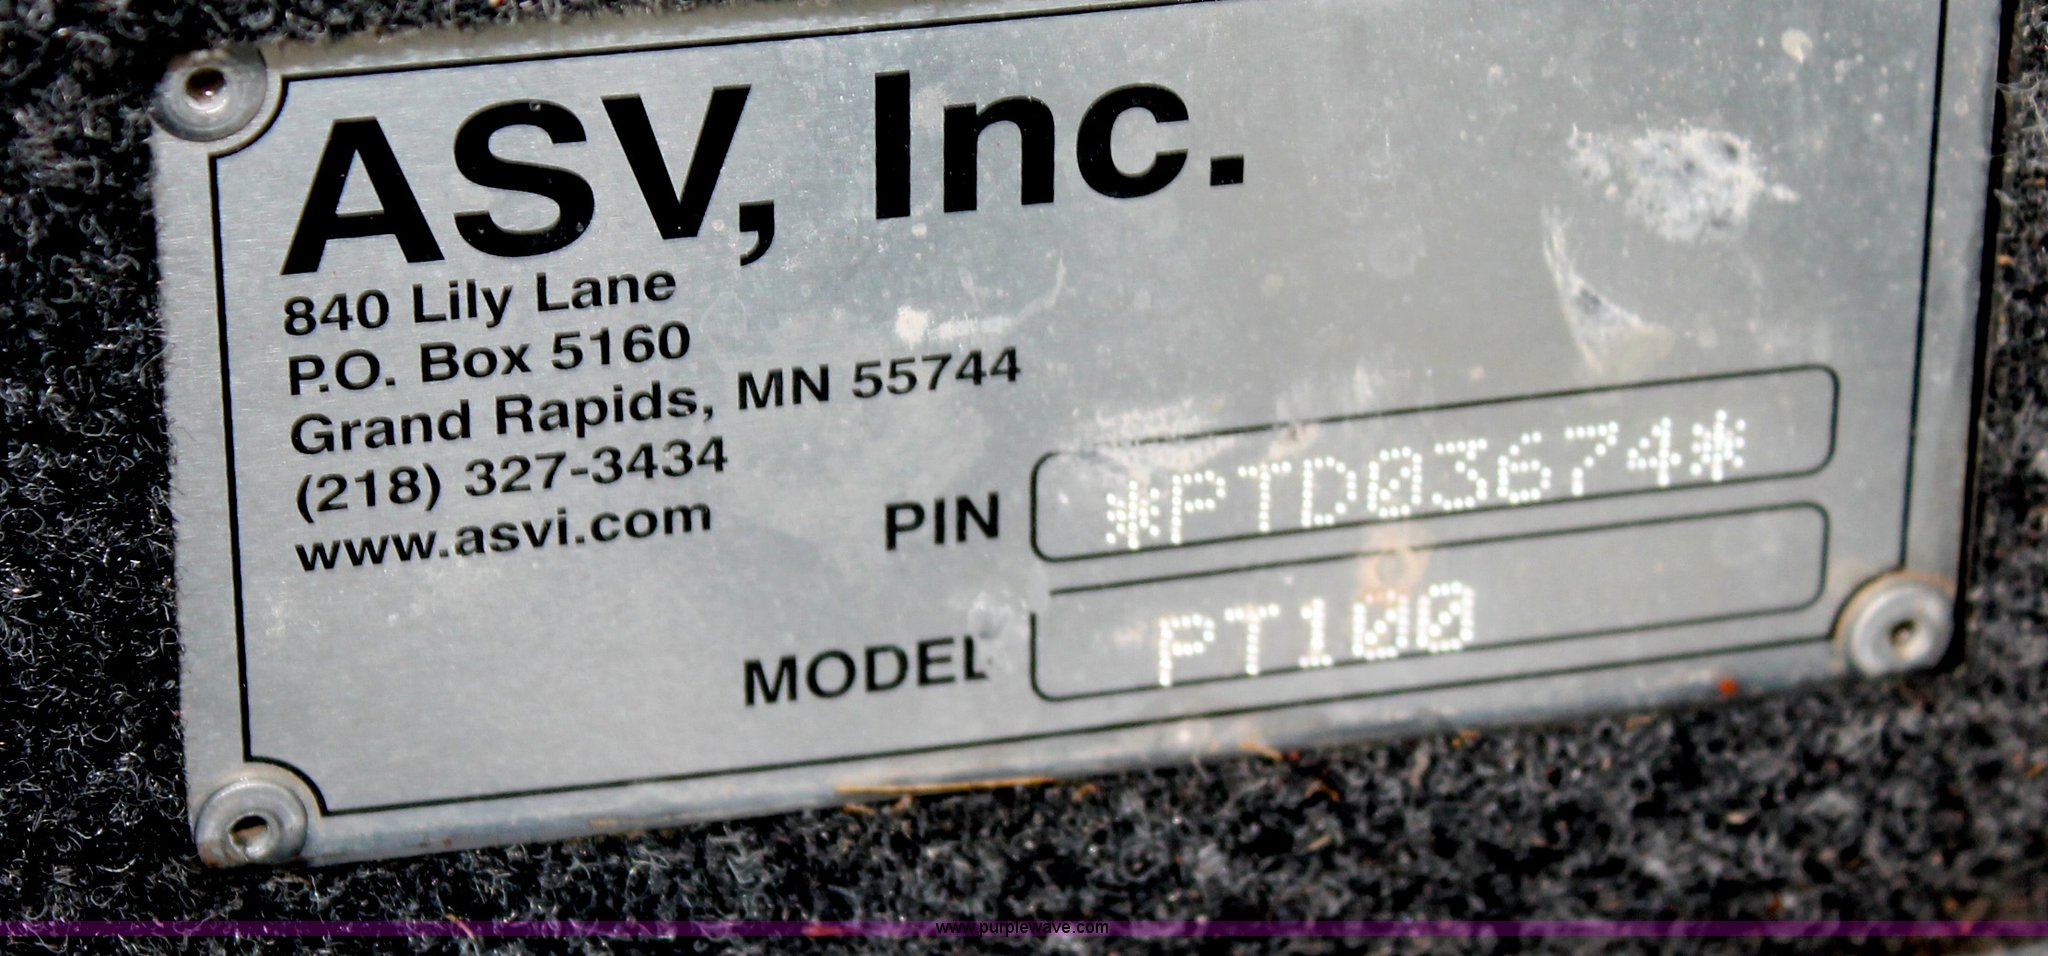 ASV, Inc.
840 Lily Lane
P.O. Box 5160
Grand Rapids, MN 55744
(218) 327-3434
www.asvi.com
PIN *PTD03674*
MODEL PT100
www.purplewave.com